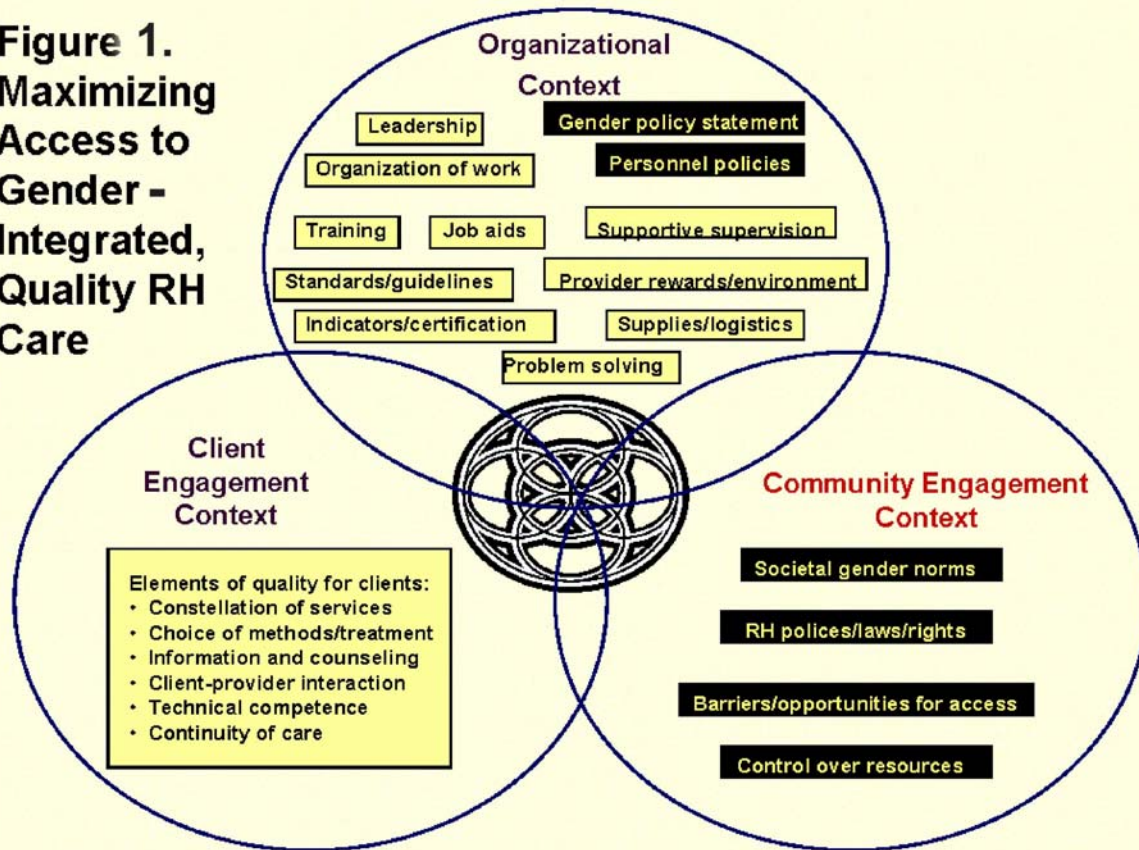 Figure 1.
Maximizing
Access to
Gender -
Integrated,
Quality RH
Care
Organizational
Context
Leadership
Gender policy statement
Organization of work
Personnel policies
Training
Job aids
Supportive supervision
Standards/guidelines
Provider rewards/environment
Indicators/certification
Supplies/logistics
Problem solving
Client
Engagement
Context
Elements of quality for clients:
• Constellation of services
• Choice of methods/treatment
• Information and counseling
• Client-provider interaction
• Technical competence
• Continuity of care
Community Engagement
Context
Societal gender norms
RH polices/laws/rights
Barriers/opportunities for access
Control over resources